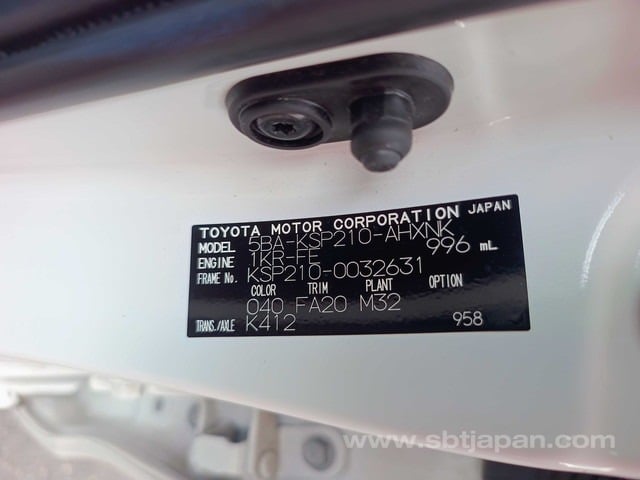 TOYOTA MOTOR CORPORATION JAPAN
MODEL 5BA-KSP210-AHXNK
ENGINE 1KR-FE 996 mL
FRAME No. KSP210-0032631
COLOR TRIM PLANT OPTION
040 FA20 M32
TRANS./AXLE K412 958
www.sbtjapan.com